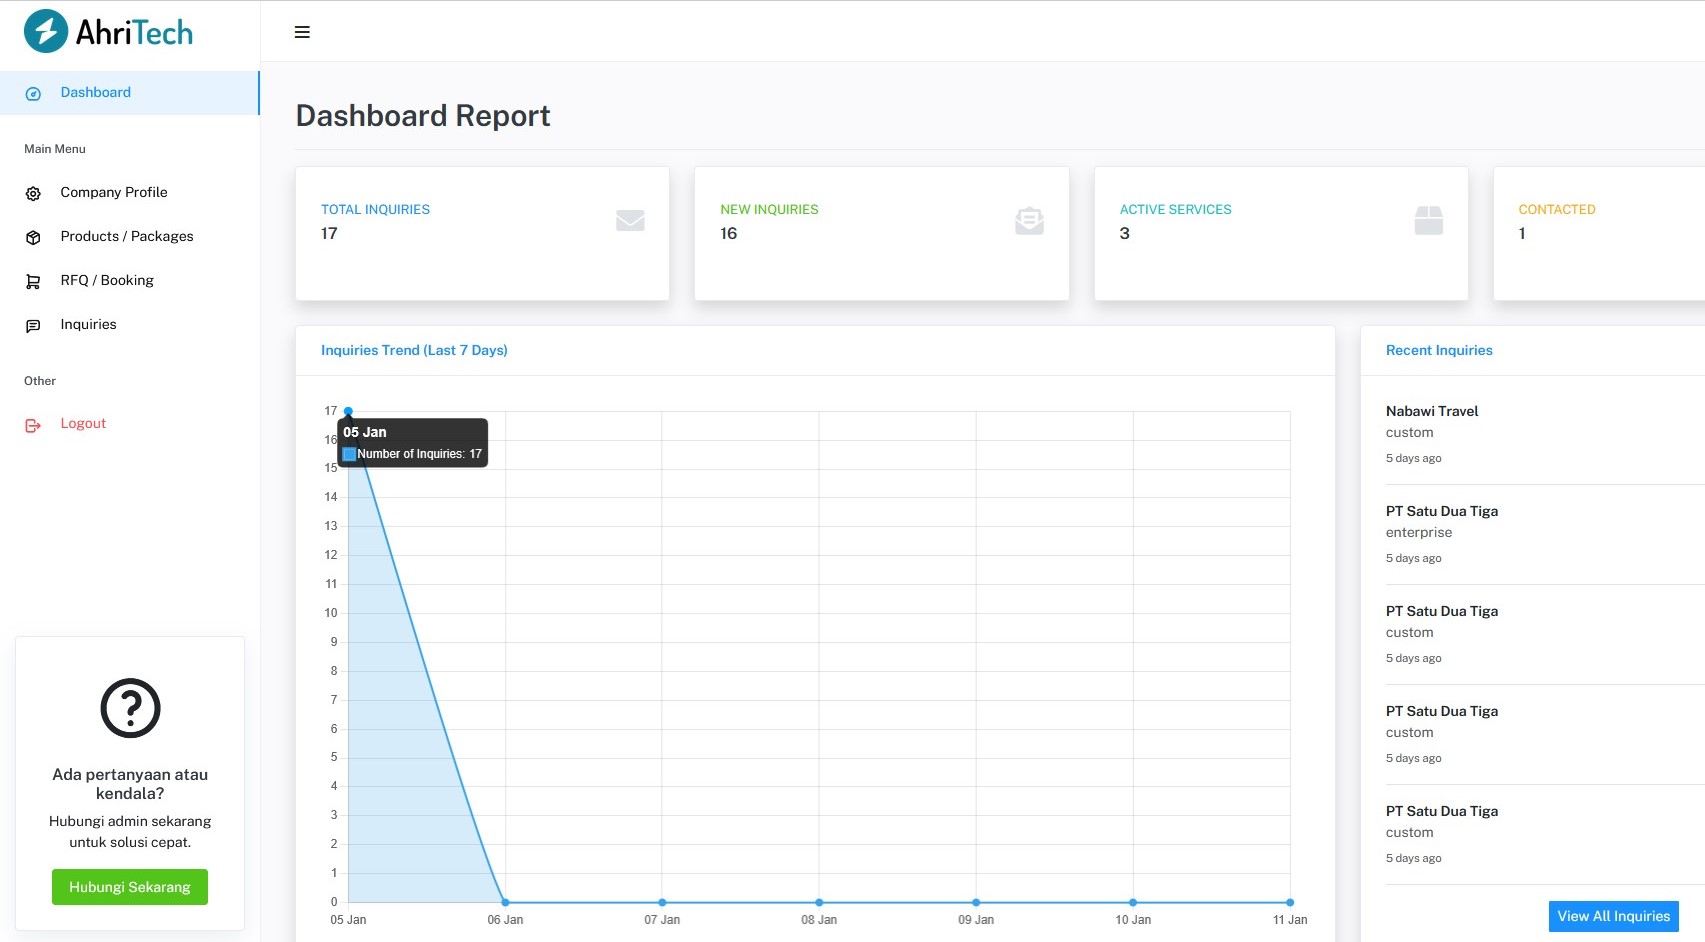 AhriTech
Dashboard
Main Menu
Company Profile
Products / Packages
RFQ / Booking
Inquiries
Other
Logout
Ada pertanyaan atau
kendala?
Hubungi admin sekarang
untuk solusi cepat.
Hubungi Sekarang
Dashboard Report
TOTAL INQUIRIES
17
NEW INQUIRIES
16
ACTIVE SERVICES
3
CONTACTED
1
Inquiries Trend (Last 7 Days)
17
16
15
14
13
12
11
10
9
8
7
6
5
4
3
2
1
0
05 Jan
Number of Inquiries: 17
05 Jan
06 Jan
07 Jan
08 Jan
09 Jan
10 Jan
11 Jan
Recent Inquiries
Nabawi Travel
custom
5 days ago
PT Satu Dua Tiga
enterprise
5 days ago
PT Satu Dua Tiga
custom
5 days ago
PT Satu Dua Tiga
custom
5 days ago
PT Satu Dua Tiga
custom
5 days ago
View All Inquiries